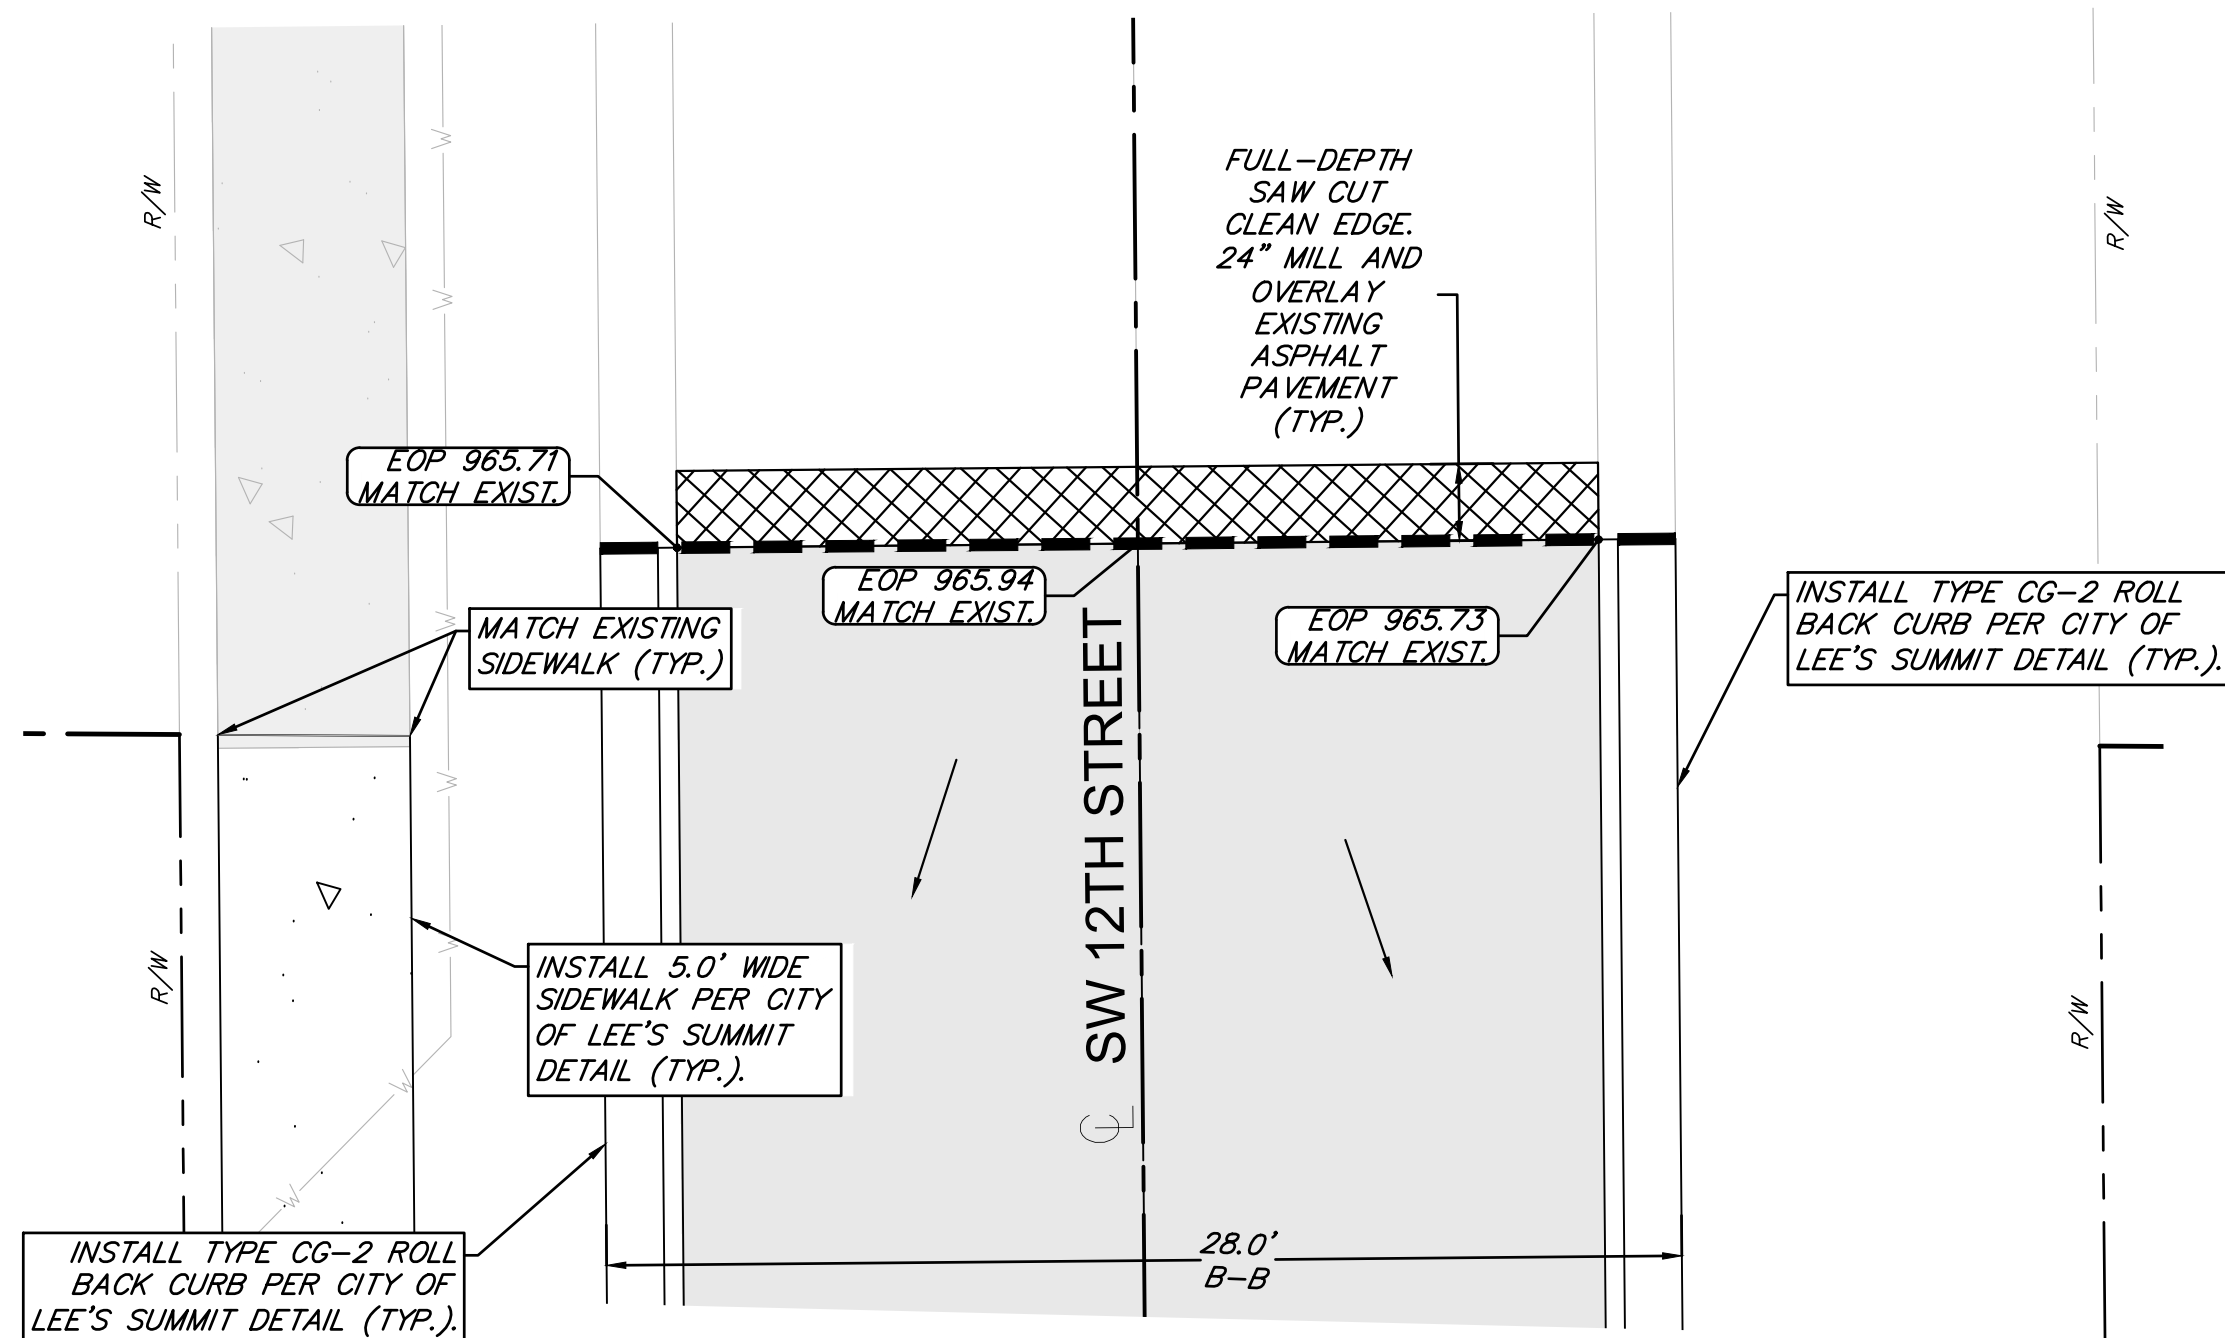 R/W
R/W
FULL-DEPTH
SAW CUT
CLEAN EDGE.
24" MILL AND
OVERLAY
EXISTING
ASPHALT
PAVEMENT
(TYP.)
W
W
EOP 965.71
MATCH EXIST.
EOP 965.94
MATCH EXIST.
EOP 965.73
MATCH EXIST.
INSTALL TYPE CG-2 ROLL
BACK CURB PER CITY OF
LEE'S SUMMIT DETAIL (TYP.).
MATCH EXISTING
SIDEWALK (TYP.)
W
W
W
SW 12TH STREET
CL
R/W
R/W
INSTALL 5.0' WIDE
SIDEWALK PER CITY
OF LEE'S SUMMIT
DETAIL (TYP.).
W
W
INSTALL TYPE CG-2 ROLL
BACK CURB PER CITY OF
LEE'S SUMMIT DETAIL (TYP.).
28.0'
B-B